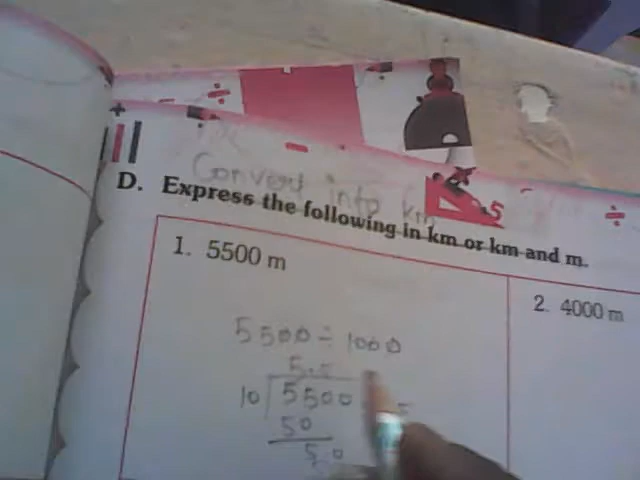 Convert into km
D. Express the following in km or km and m.
1. 5500 m
2. 4000 m
5500 ÷ 1000
5.5
10 5500
50
50